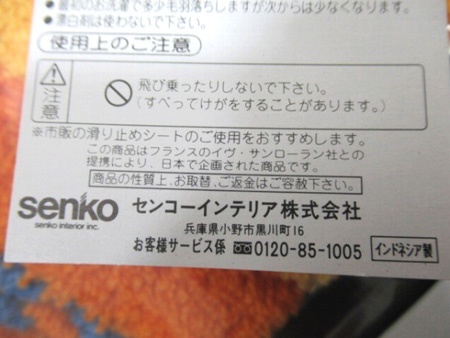 ●最初のお洗濯で多少毛羽落ちしますが次からは少なくなります。
●漂白剤は使わないで下さい。
使用上のご注意
注意
飛び乗ったりしないで下さい。
(すべってけがをすることがあります。)
※市販の滑り止めシートのご使用をおすすめします。
この商品はフランスのイヴ・サンローラン社との
提携により、日本で企画された商品です。
商品の性質上、お取替、ご返金はご容赦下さい。
senko センコーインテリア株式会社
senko interior inc.
兵庫県小野市黒川町16
お客様サービス係 0120-85-1005 インドネシア製